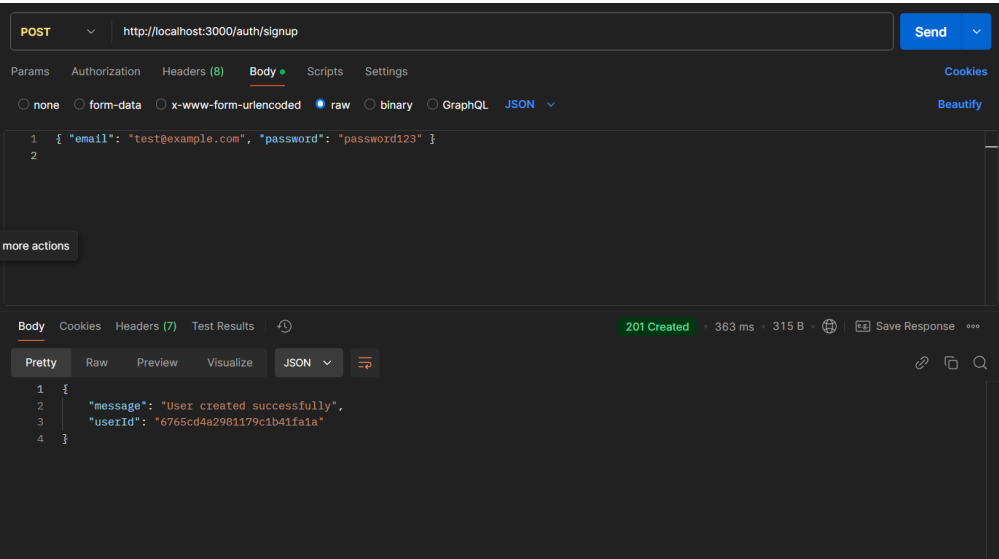 POST http://localhost:3000/auth/signup Send
Params Authorization Headers (8) Body Scripts Settings Cookies
none form-data x-www-form-urlencoded raw binary GraphQL JSON Beautify
1 { "email": "test@example.com", "password": "password123" }
2
more actions
Body Cookies Headers (7) Test Results 201 Created 363 ms 315 B e.g. Save Response
Pretty Raw Preview Visualize JSON
1 {
2 "message": "User created successfully",
3 "userId": "6765cd4a2981179c1b41fa1a"
4 }